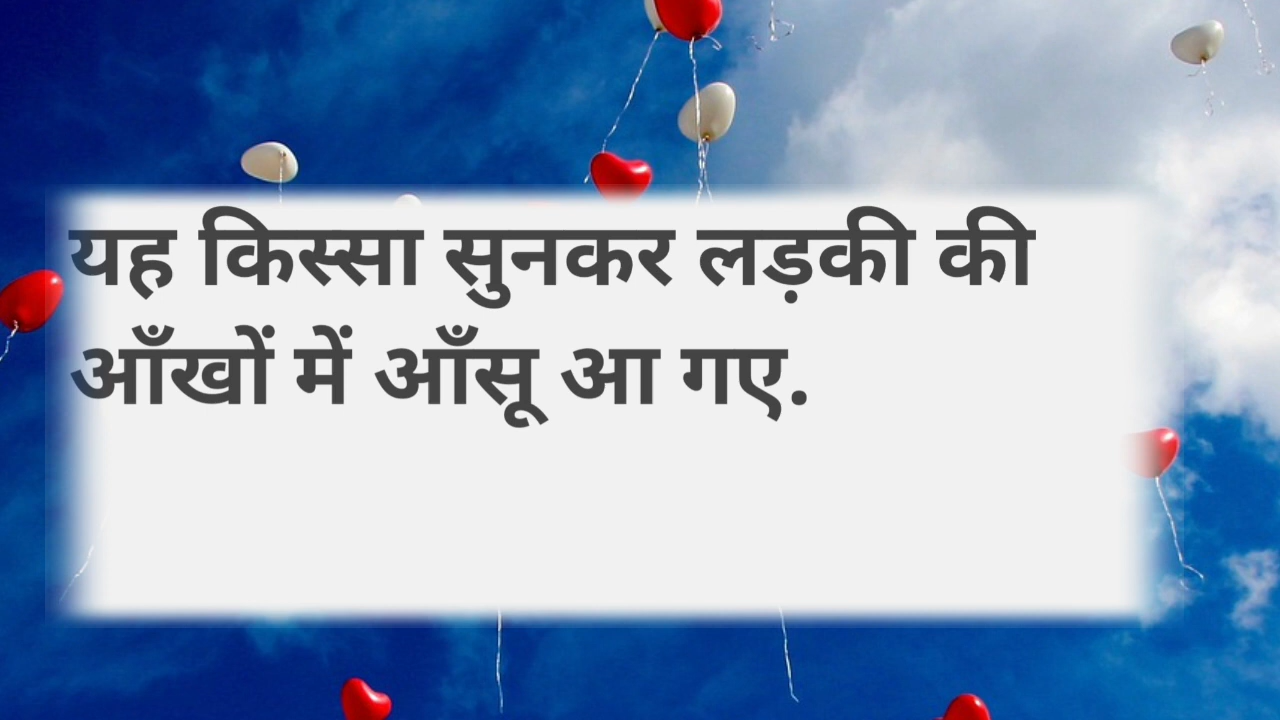 यह किस्सा सुनकर लड़की की
आँखों में आँसू आ गए.